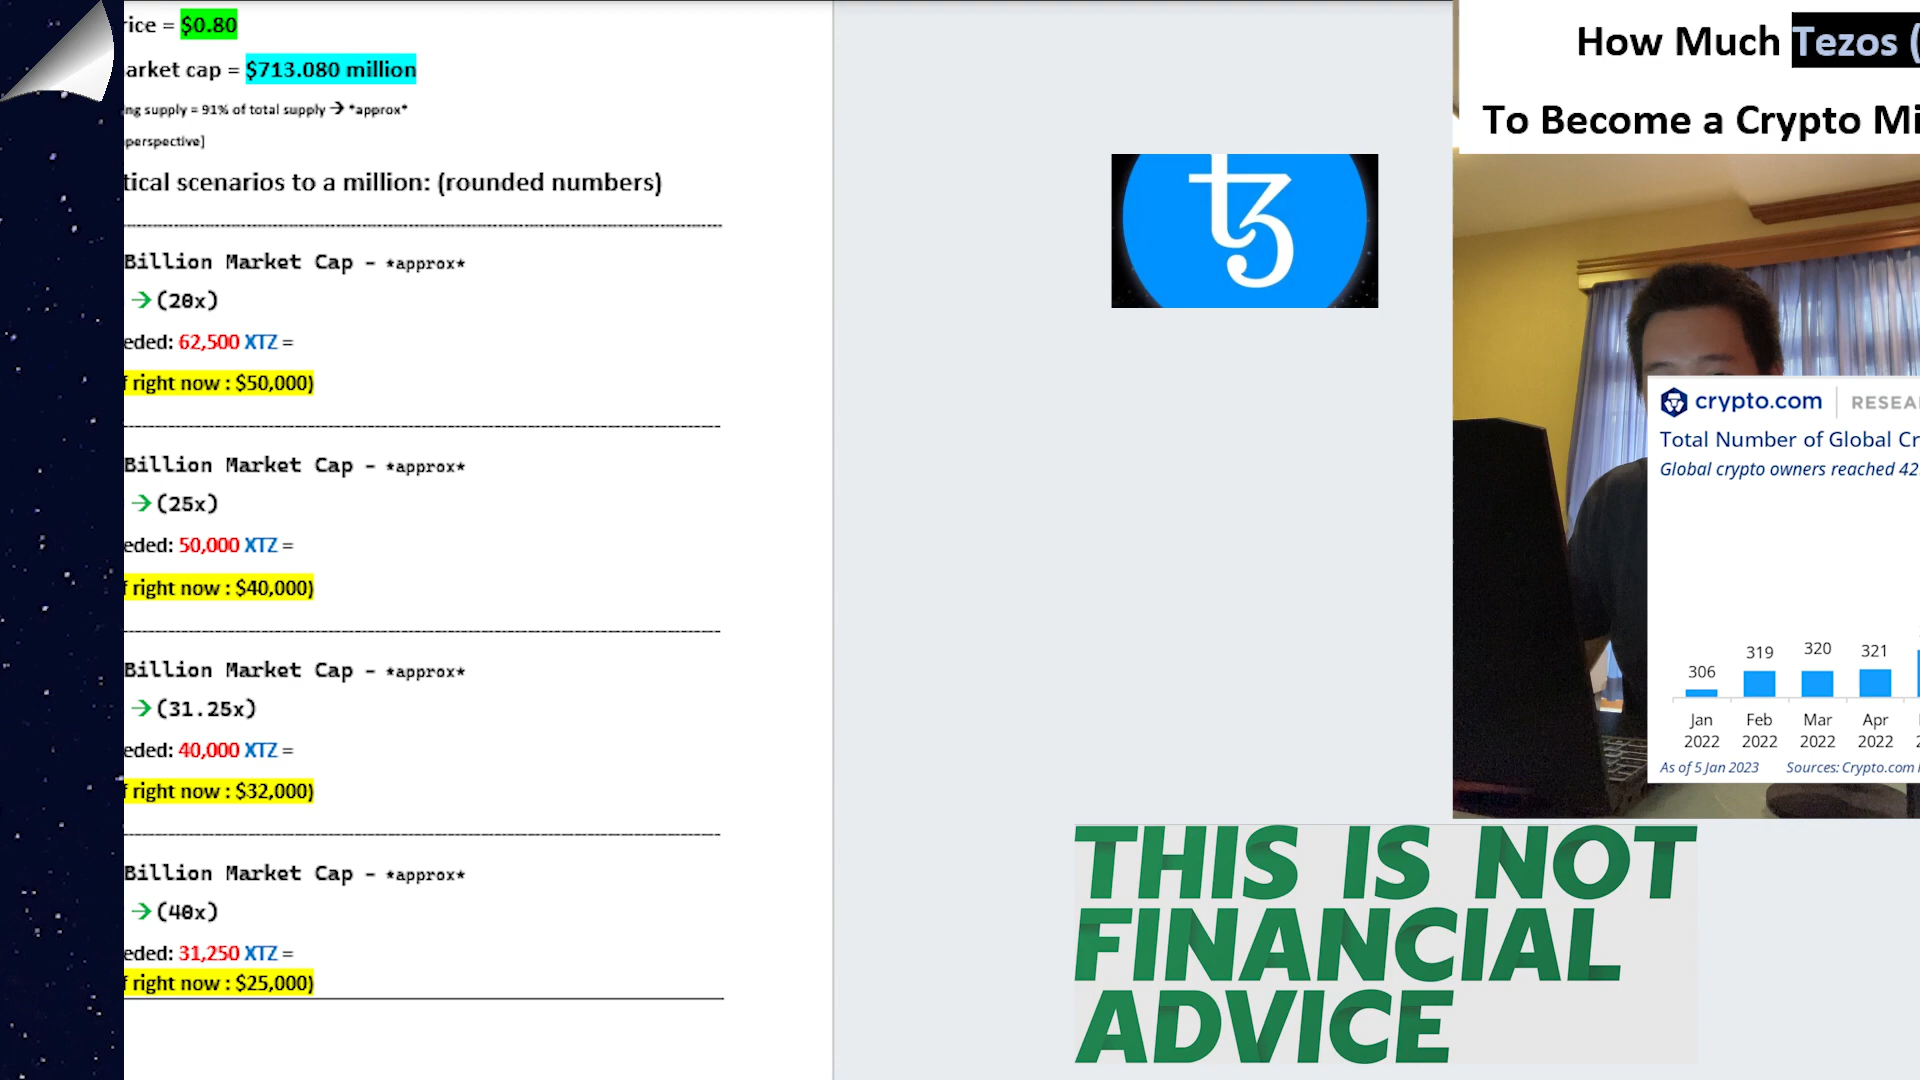 rice = $0.80
arket cap = $713.080 million
ng supply = 91% of total supply → *approx*
perspective]
tical scenarios to a million: (rounded numbers)
Billion Market Cap - *approx*
→ (20x)
eded: 62,500 XTZ =
f right now : $50,000)
Billion Market Cap - *approx*
→ (25x)
eded: 50,000 XTZ =
f right now : $40,000)
Billion Market Cap - *approx*
→ (31.25x)
eded: 40,000 XTZ =
f right now : $32,000)
Billion Market Cap - *approx*
→ (40x)
eded: 31,250 XTZ =
f right now : $25,000)
How Much Tezos (
To Become a Crypto Mi
crypto.com | RESEA
Total Number of Global Cr
Global crypto owners reached 42
306 319 320 321
Jan Feb Mar Apr
2022 2022 2022 2022 2
As of 5 Jan 2023 Sources: Crypto.com
THIS IS NOT
FINANCIAL
ADVICE